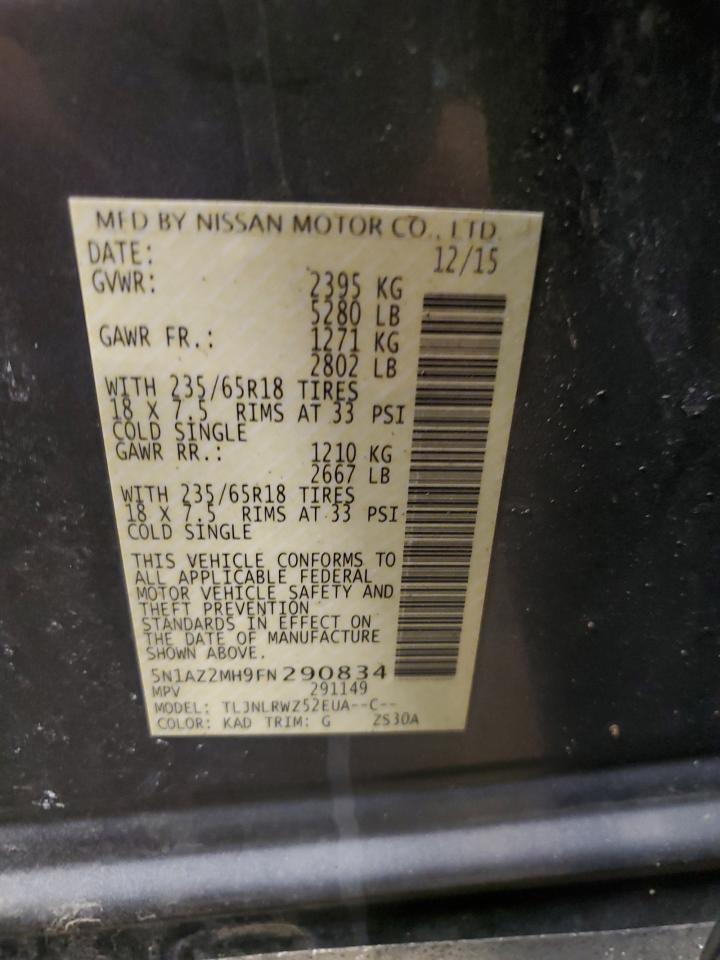 MFD BY NISSAN MOTOR CO., LTD.
DATE: 12/15
GVWR: 2395 KG
5280 LB
GAWR FR.: 1271 KG
2802 LB
WITH 235/65R18 TIRES
18 X 7.5 RIMS AT 33 PSI
COLD SINGLE
GAWR RR.: 1210 KG
2667 LB
WITH 235/65R18 TIRES
18 X 7.5 RIMS AT 33 PSI
COLD SINGLE
THIS VEHICLE CONFORMS TO
ALL APPLICABLE FEDERAL
MOTOR VEHICLE SAFETY AND
THEFT PREVENTION
STANDARDS IN EFFECT ON
THE DATE OF MANUFACTURE
SHOWN ABOVE.
5N1AZ2MH9FN290834
MPV 291149
MODEL: TLJNLRWZ52EUA--C--
COLOR: KAD TRIM: G ZS30A